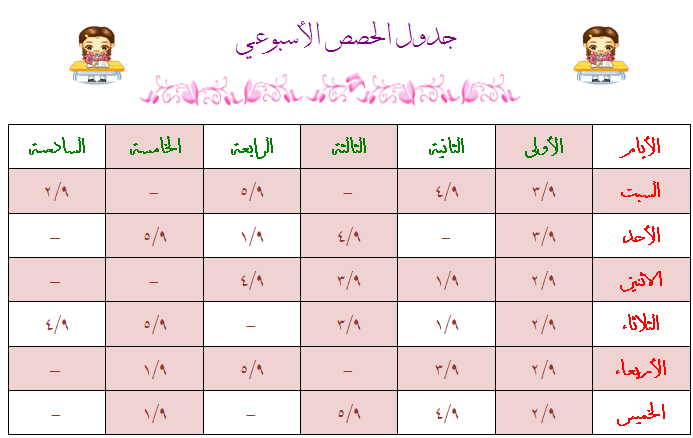 جدول الحصص الأسبوعي
الأيام الأولى الثانية الثالثة الرابعة الخامسة السادسة
السبت ٣/٩ ٤/٩ – ٥/٩ – ٢/٩
الأحد ٣/٩ – ٤/٩ ١/٩ ٥/٩ –
الاثنين ٢/٩ ١/٩ ٣/٩ ٤/٩ – –
الثلاثاء ٢/٩ ١/٩ ٣/٩ – ٥/٩ ٤/٩
الأربعاء ٢/٩ ٣/٩ – ٥/٩ ١/٩ –
الخميس ٢/٩ ٤/٩ ٥/٩ – ١/٩ –